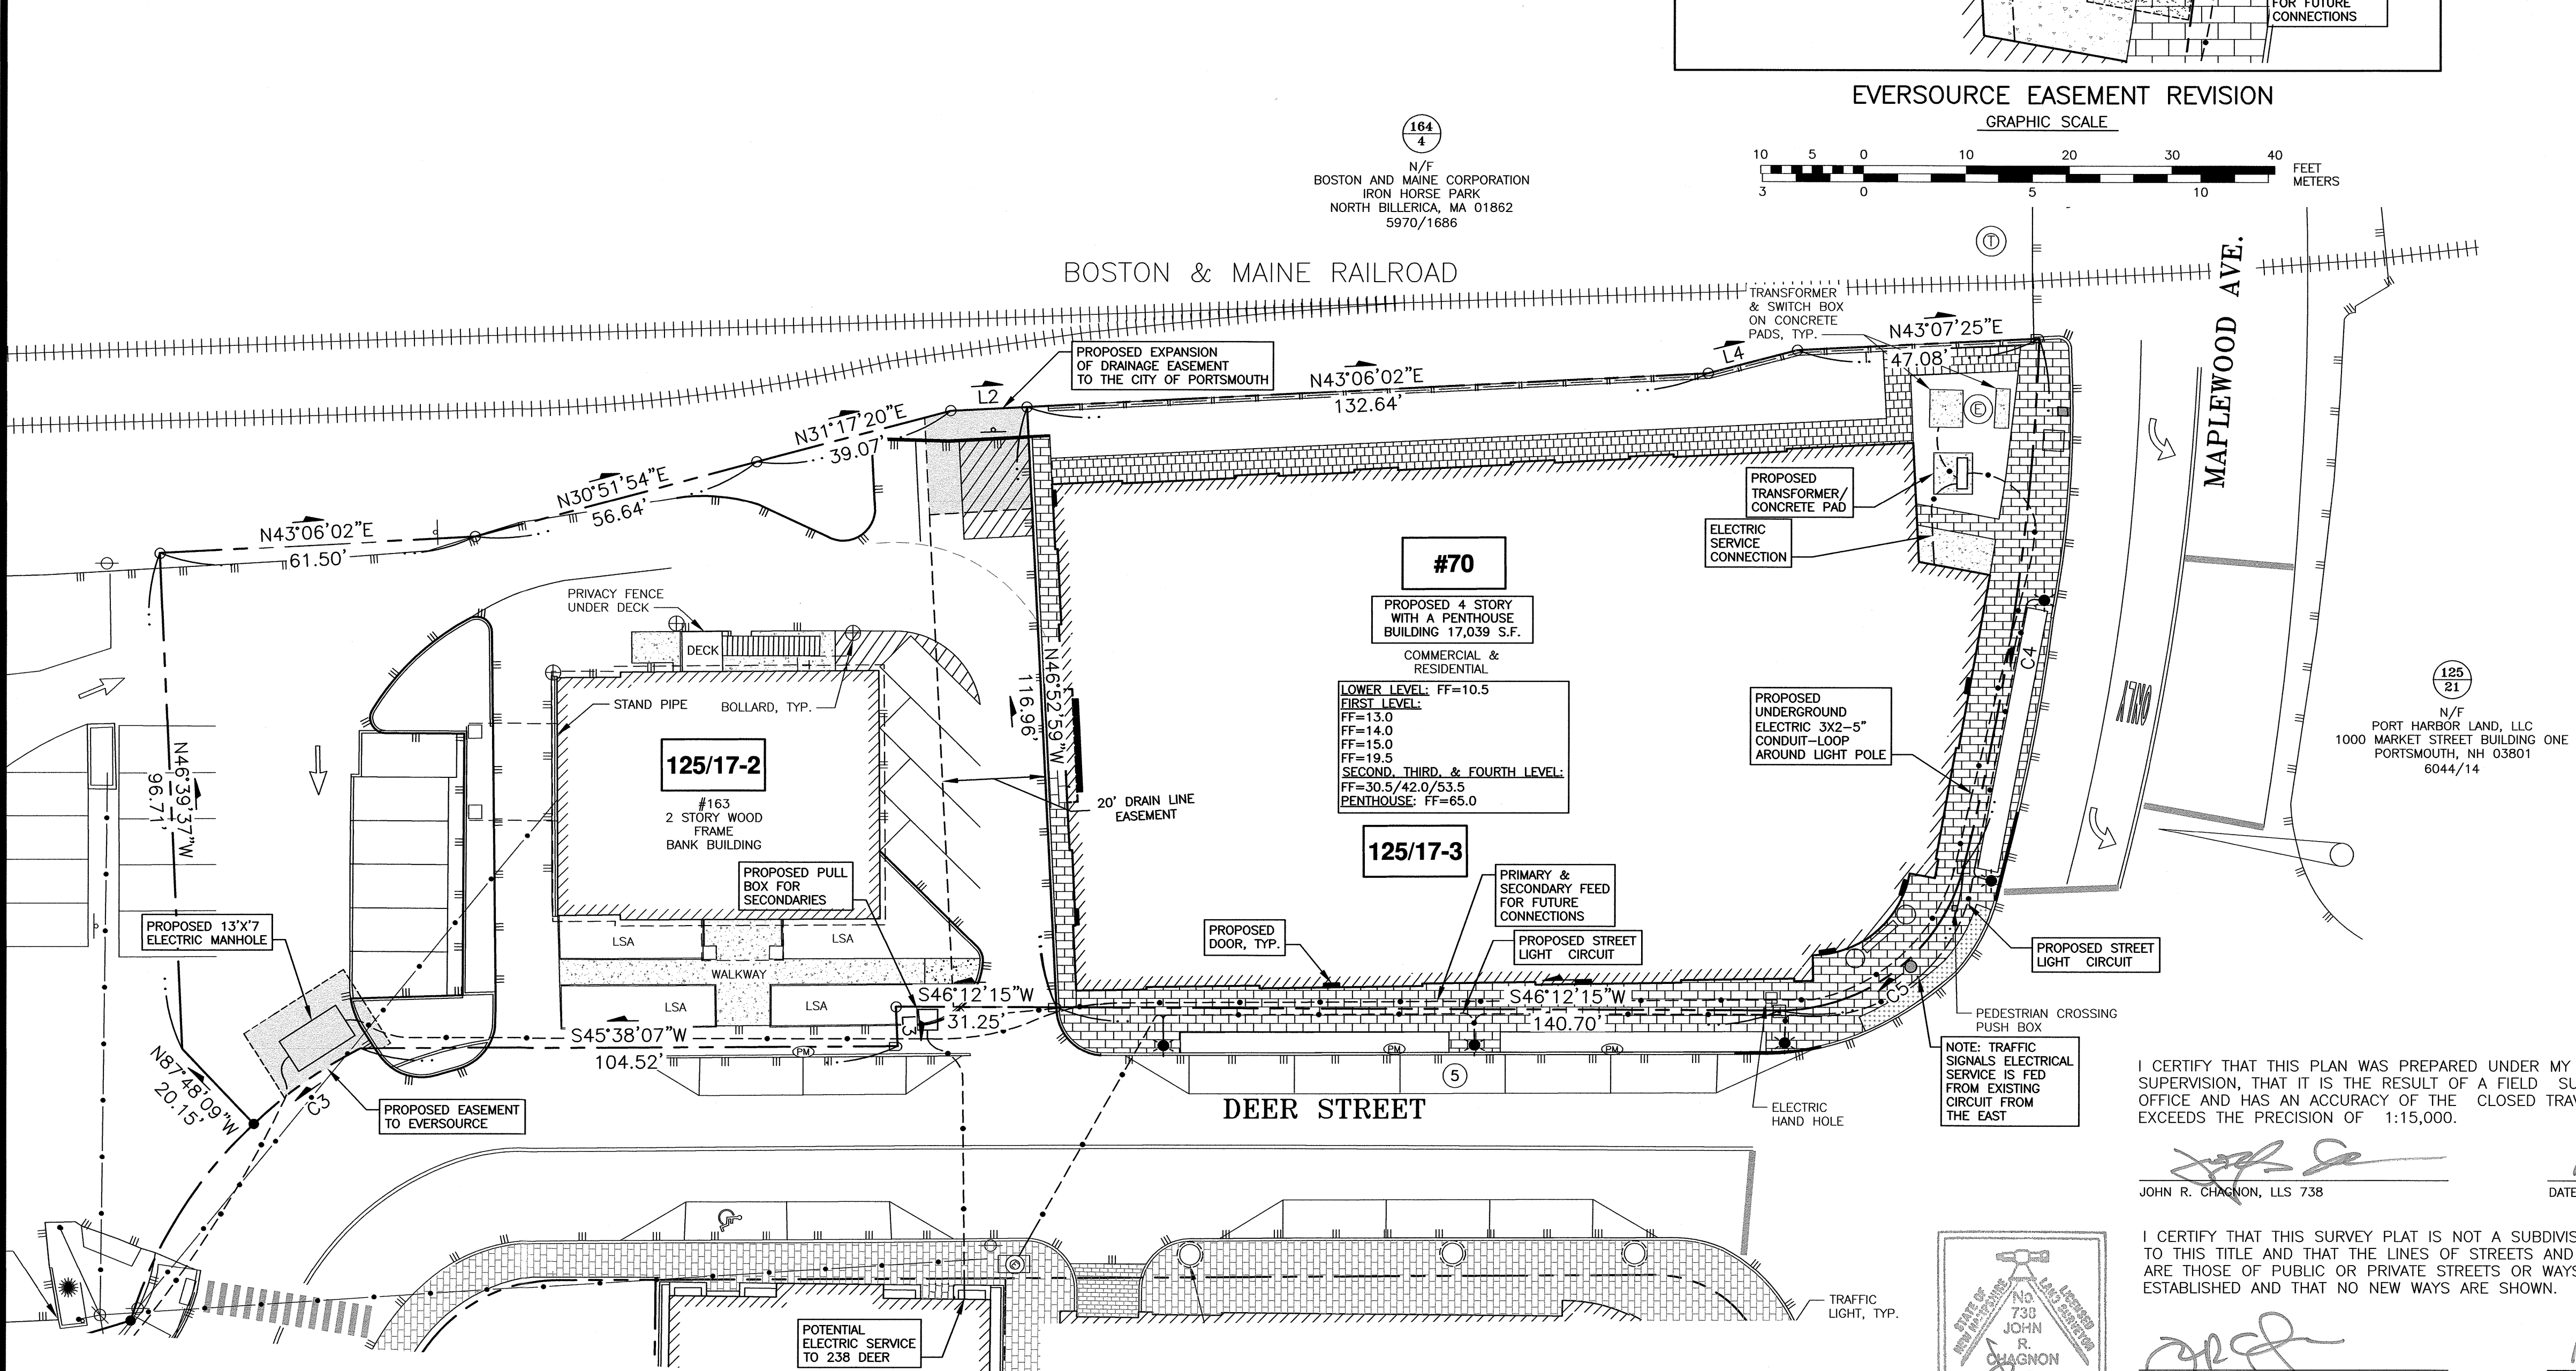 FOR FUTURE
CONNECTIONS
EVERSOURCE EASEMENT REVISION
GRAPHIC SCALE
10 5 0 10 20 30 40
FEET
METERS
3 0 5 10
164
4
N/F
BOSTON AND MAINE CORPORATION
IRON HORSE PARK
NORTH BILLERICA, MA 01862
5970/1686
T
MAPLEWOOD AVE.
BOSTON & MAINE RAILROAD
TRANSFORMER
& SWITCH BOX
ON CONCRETE
PADS, TYP.
N43°07'25"E
47.08'
L4
PROPOSED EXPANSION
OF DRAINAGE EASEMENT
TO THE CITY OF PORTSMOUTH
L2
N43°06'02"E
132.64'
N31°17'20"E
39.07'
N30°51'54"E
56.64'
N43°06'02"E
61.50'
E
PROPOSED
TRANSFORMER/
CONCRETE PAD
ELECTRIC
SERVICE
CONNECTION
#70
PROPOSED 4 STORY
WITH A PENTHOUSE
BUILDING 17,039 S.F.
COMMERCIAL &
RESIDENTIAL
LOWER LEVEL: FF=10.5
FIRST LEVEL:
FF=13.0
FF=14.0
FF=15.0
FF=19.5
SECOND, THIRD, & FOURTH LEVEL:
FF=30.5/42.0/53.5
PENTHOUSE: FF=65.0
125/17-3
PRIVACY FENCE
UNDER DECK
DECK
STAND PIPE
BOLLARD, TYP.
N46°52'59"W
116.96'
125/17-2
#163
2 STORY WOOD
FRAME
BANK BUILDING
20' DRAIN LINE
EASEMENT
N46°39'37"W
96.71'
PROPOSED
UNDERGROUND
ELECTRIC 3X2-5"
CONDUIT-LOOP
AROUND LIGHT POLE
C4
ONLY
125
21
N/F
PORT HARBOR LAND, LLC
1000 MARKET STREET BUILDING ONE
PORTSMOUTH, NH 03801
6044/14
PROPOSED PULL
BOX FOR
SECONDARIES
PROPOSED 13'X'7
ELECTRIC MANHOLE
LSA
LSA
WALKWAY
LSA
LSA
PRIMARY &
SECONDARY FEED
FOR FUTURE
CONNECTIONS
PROPOSED
DOOR, TYP.
PROPOSED STREET
LIGHT CIRCUIT
PROPOSED STREET
LIGHT CIRCUIT
S46°12'15"W
31.25'
L3
S46°12'15"W
140.70'
C5
S45°38'07"W
104.52'
PM
PM
PM
5
PEDESTRIAN CROSSING
PUSH BOX
NOTE: TRAFFIC
SIGNALS ELECTRICAL
SERVICE IS FED
FROM EXISTING
CIRCUIT FROM
THE EAST
N87°48'09"W
20.15'
C3
PROPOSED EASEMENT
TO EVERSOURCE
DEER STREET
ELECTRIC
HAND HOLE
I CERTIFY THAT THIS PLAN WAS PREPARED UNDER MY
SUPERVISION, THAT IT IS THE RESULT OF A FIELD SU
OFFICE AND HAS AN ACCURACY OF THE CLOSED TRAV
EXCEEDS THE PRECISION OF 1:15,000.
JOHN R. CHAGNON, LLS 738
DATE
I CERTIFY THAT THIS SURVEY PLAT IS NOT A SUBDIVIS
TO THIS TITLE AND THAT THE LINES OF STREETS AND
ARE THOSE OF PUBLIC OR PRIVATE STREETS OR WAYS
ESTABLISHED AND THAT NO NEW WAYS ARE SHOWN.
TRAFFIC
LIGHT, TYP.
POTENTIAL
ELECTRIC SERVICE
TO 238 DEER
STATE OF
NEW HAMPSHIRE
LICENSED
LAND SURVEYOR
No.
738
JOHN
R.
CHAGNON